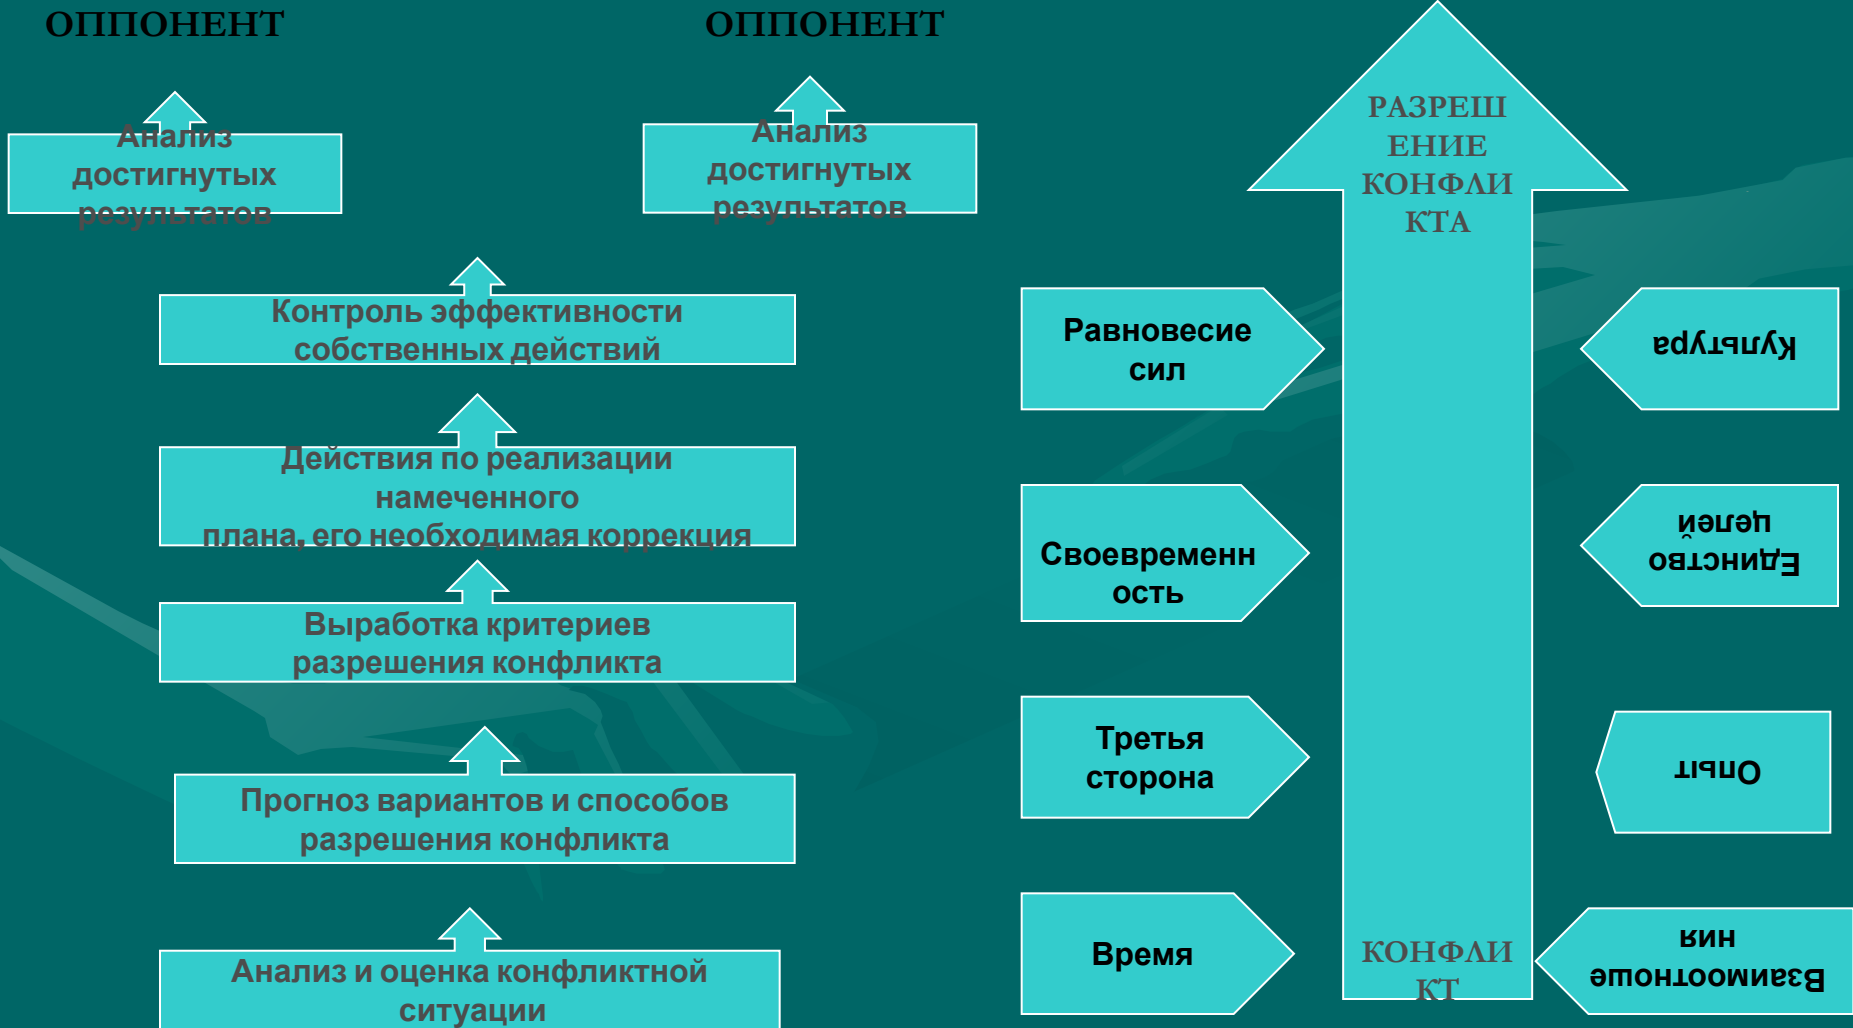 ОППОНЕНТ
ОППОНЕНТ
Анализ
достигнутых
результатов
Анализ
достигнутых
результатов
Контроль эффективности
собственных действий
Действия по реализации
намеченного
плана, его необходимая коррекция
Выработка критериев
разрешения конфликта
Прогноз вариантов и способов
разрешения конфликта
Анализ и оценка конфликтной
ситуации
РАЗРЕШ
ЕНИЕ
КОНФЛИ
КТА
КОНФЛИ
КТ
Равновесие
сил
Своевременн
ость
Третья
сторона
Время
Культура
Единство
целей
Опыт
Взаимоотноше
ния